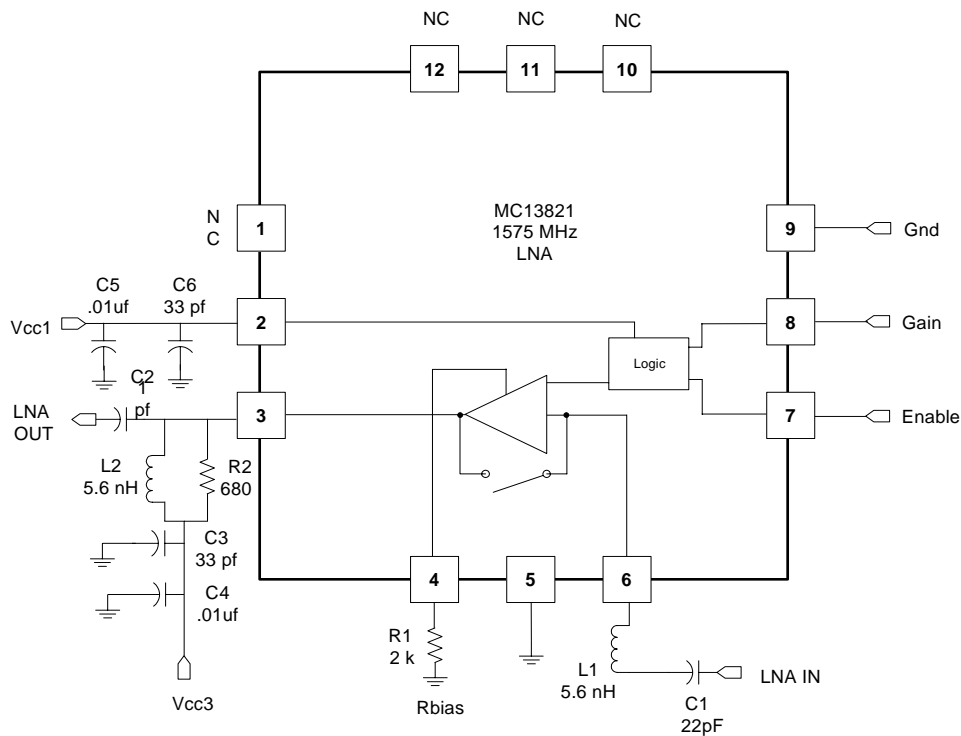 NC
NC
NC
12
11
10
N
C
1
MC13821
1575 MHz
LNA
9
Gnd
C5
.01uf
C6
33 pf
Vcc1
2
8
Gain
Logic
C2
1
pf
LNA
OUT
3
7
Enable
L2
5.6 nH
R2
680
C3
33 pf
C4
.01uf
4
5
6
R1
2 k
L1
5.6 nH
LNA IN
C1
22pF
Vcc3
Rbias